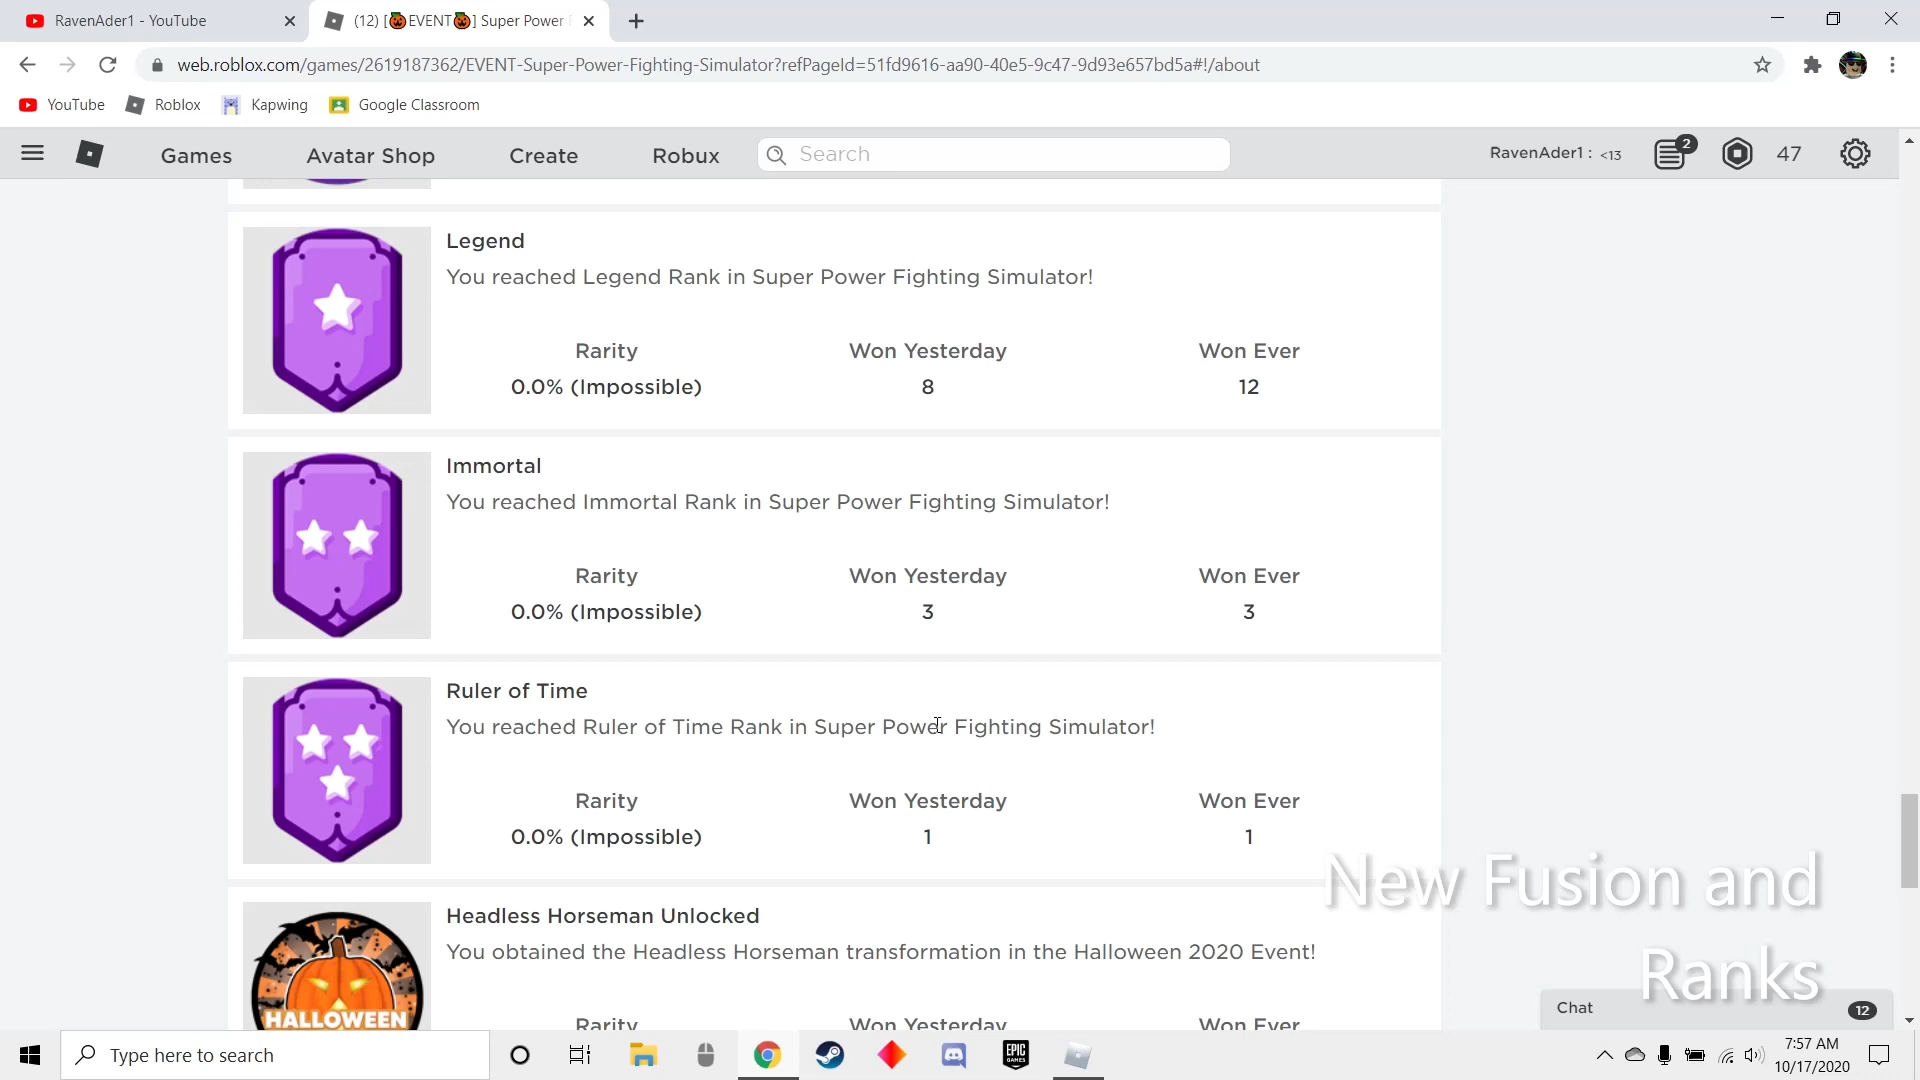 RavenAder1 - YouTube
(12) [🎃EVENT🎃] Super Power F
web.roblox.com/games/2619187362/EVENT-Super-Power-Fighting-Simulator?refPageId=51fd9616-aa90-40e5-9c47-9d93e657bd5a#!/about
YouTube Roblox Kapwing Google Classroom
Games Avatar Shop Create Robux Search RavenAder1 : <13 2 47
Legend
You reached Legend Rank in Super Power Fighting Simulator!
Rarity Won Yesterday Won Ever
0.0% (Impossible) 8 12
Immortal
You reached Immortal Rank in Super Power Fighting Simulator!
Rarity Won Yesterday Won Ever
0.0% (Impossible) 3 3
Ruler of Time
You reached Ruler of Time Rank in Super Power Fighting Simulator!
Rarity Won Yesterday Won Ever
0.0% (Impossible) 1 1
New Fusion and
Ranks
Headless Horseman Unlocked
You obtained the Headless Horseman transformation in the Halloween 2020 Event!
HALLOWEEN
Rarity Won Yesterday Won Ever
Chat 12
Type here to search
EPIC
GAMES
7:57 AM
10/17/2020